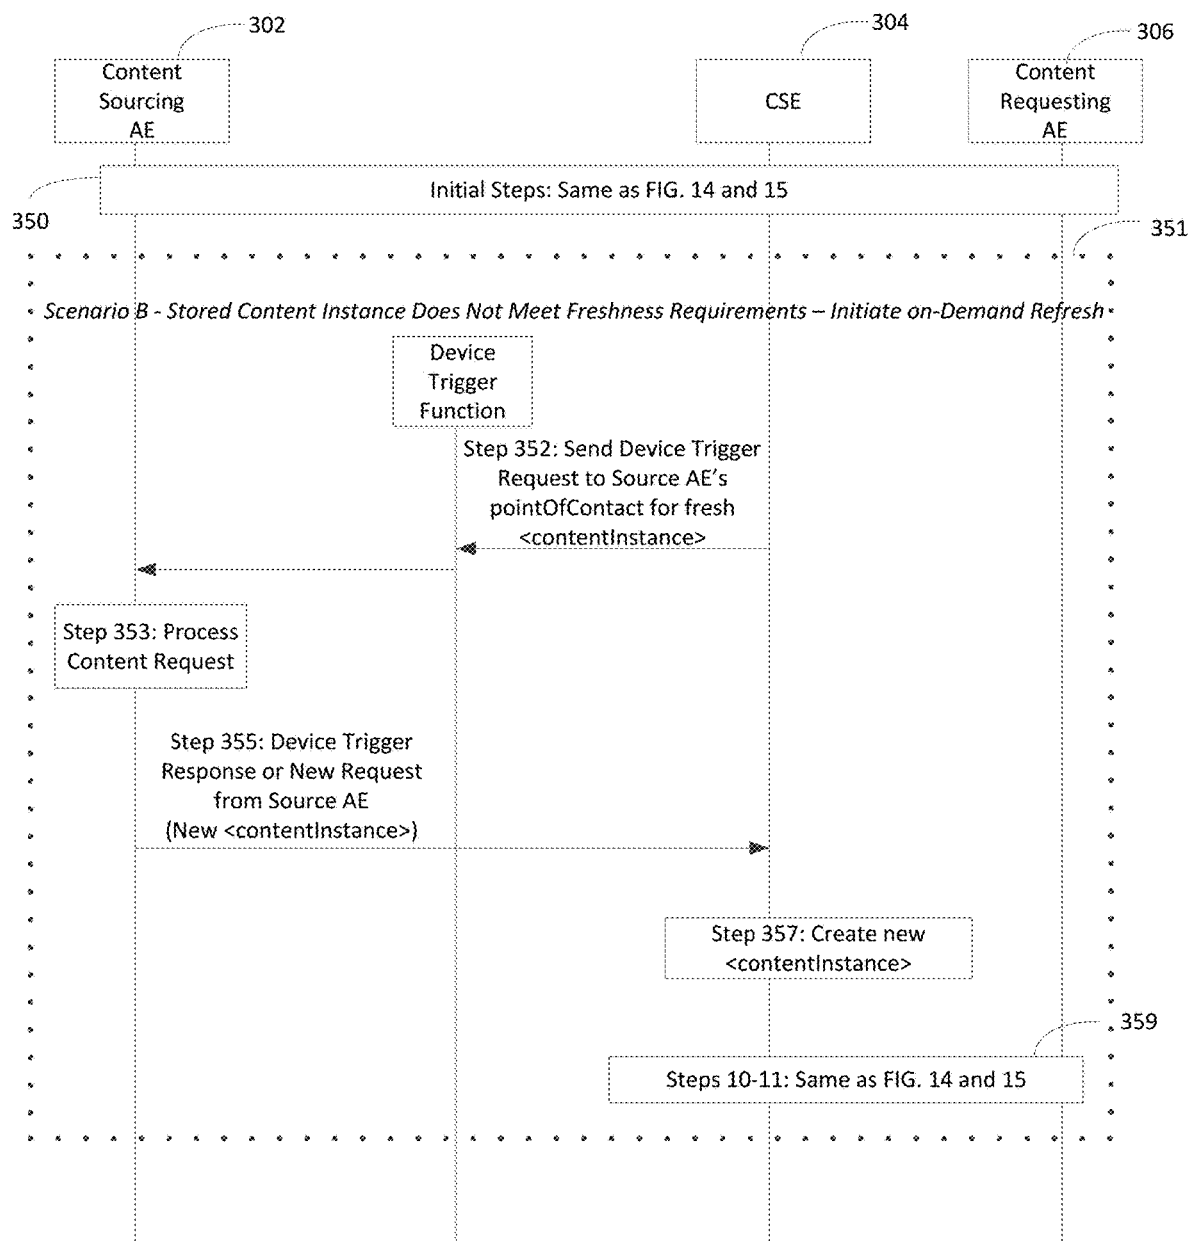 302
304
306
Content
Sourcing
AE
CSE
Content
Requesting
AE
Initial Steps: Same as FIG. 14 and 15
350
351
Scenario B - Stored Content Instance Does Not Meet Freshness Requirements – Initiate on-Demand Refresh
Device
Trigger
Function
Step 352: Send Device Trigger
Request to Source AE's
pointOfContact for fresh
<contentInstance>
Step 353: Process
Content Request
Step 355: Device Trigger
Response or New Request
from Source AE
(New <contentInstance>)
Step 357: Create new
<contentInstance>
359
Steps 10-11: Same as FIG. 14 and 15